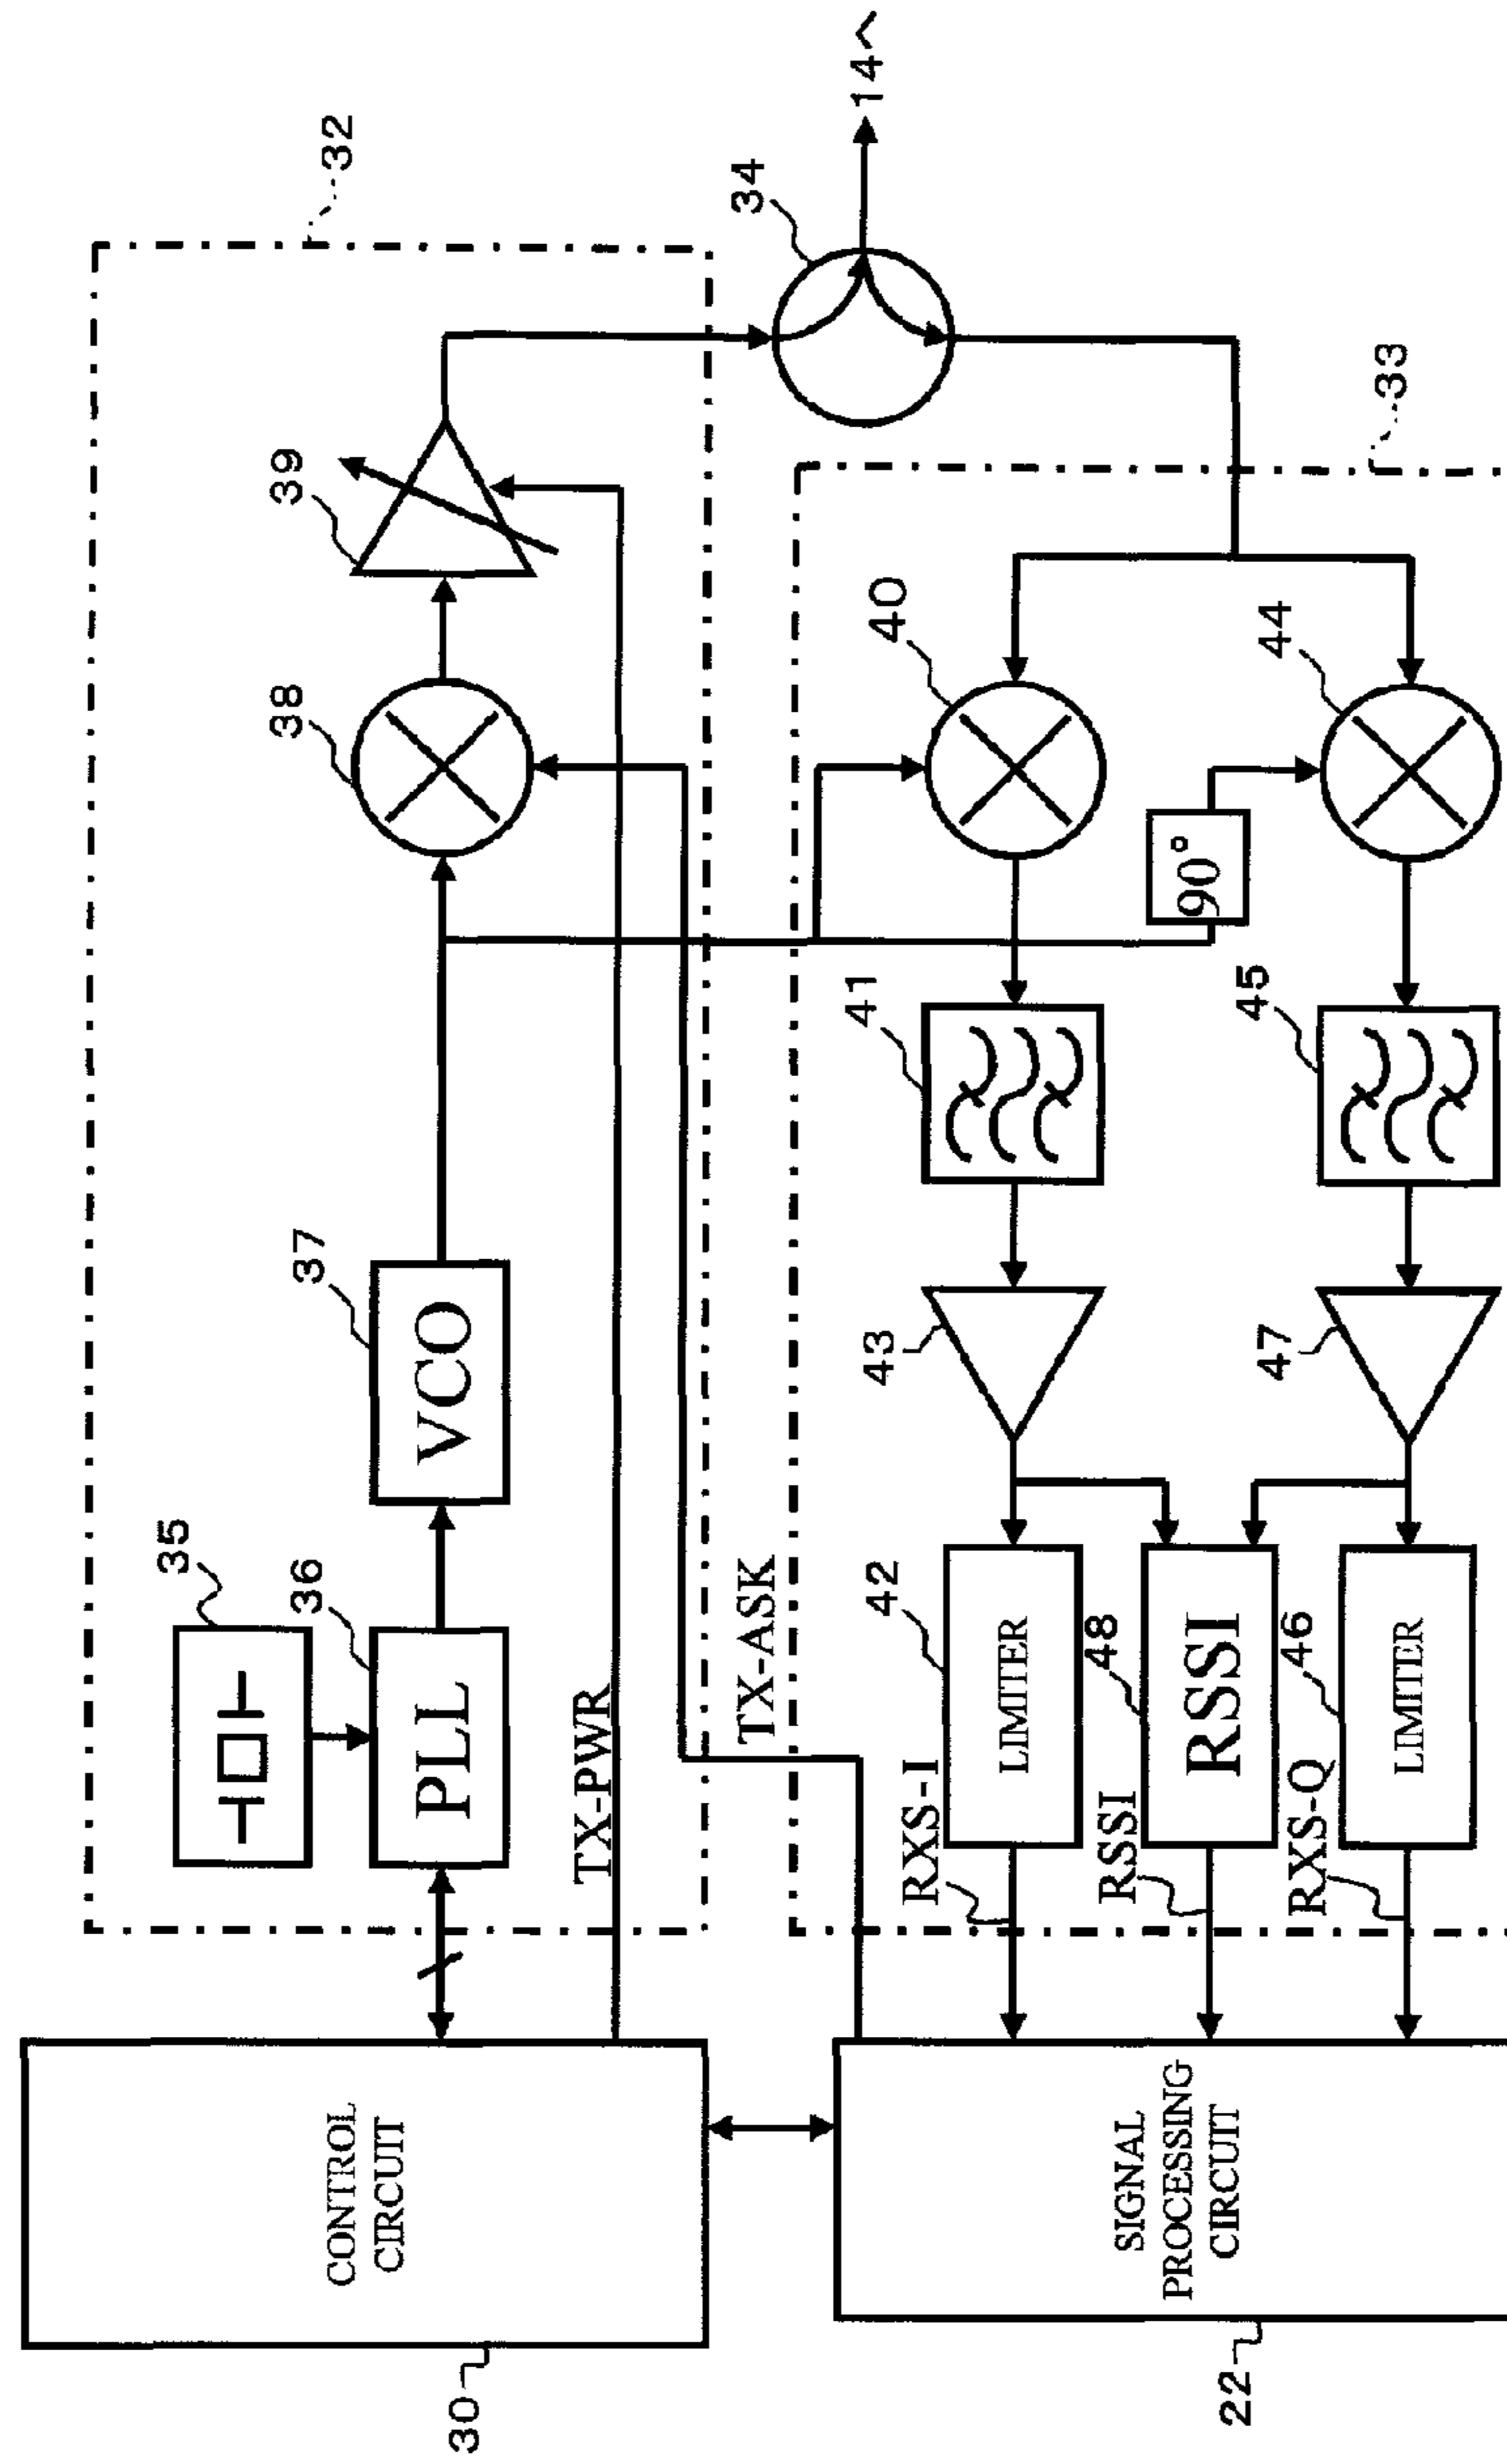 32
35
39
38
36
37
PLL
VCO
34
14
CONTROL
CIRCUIT
30
TX-PWR
TX-ASK
33
40
41
43
42
RXS-I
LIMITER
44
90°
48
RSSI
RSSI
45
47
46
RXS-Q
LIMITER
SIGNAL
PROCESSING
CIRCUIT
22